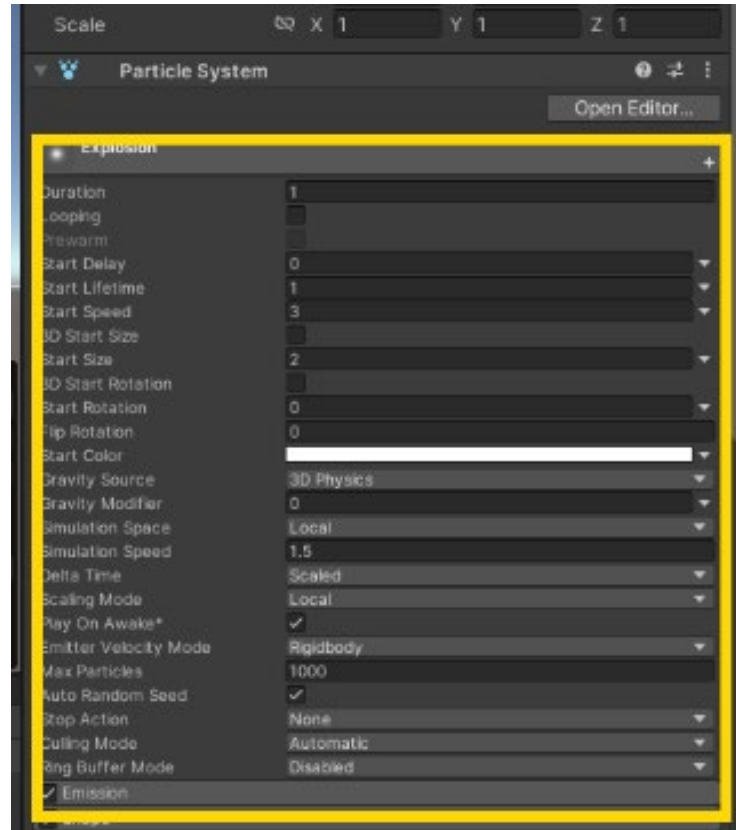 Scale X 1 Y 1 Z 1
Particle System
Open Editor...
Explosion
Duration 1
Looping
Prewarm
Start Delay 0
Start Lifetime 1
Start Speed 3
3D Start Size
Start Size 2
3D Start Rotation
Start Rotation 0
Flip Rotation 0
Start Color
Gravity Source 3D Physics
Gravity Modifier 0
Simulation Space Local
Simulation Speed 1.5
Delta Time Scaled
Scaling Mode Local
Play On Awake*
Emitter Velocity Mode Rigidbody
Max Particles 1000
Auto Random Seed
Stop Action None
Culling Mode Automatic
Ring Buffer Mode Disabled
Emission
Shape